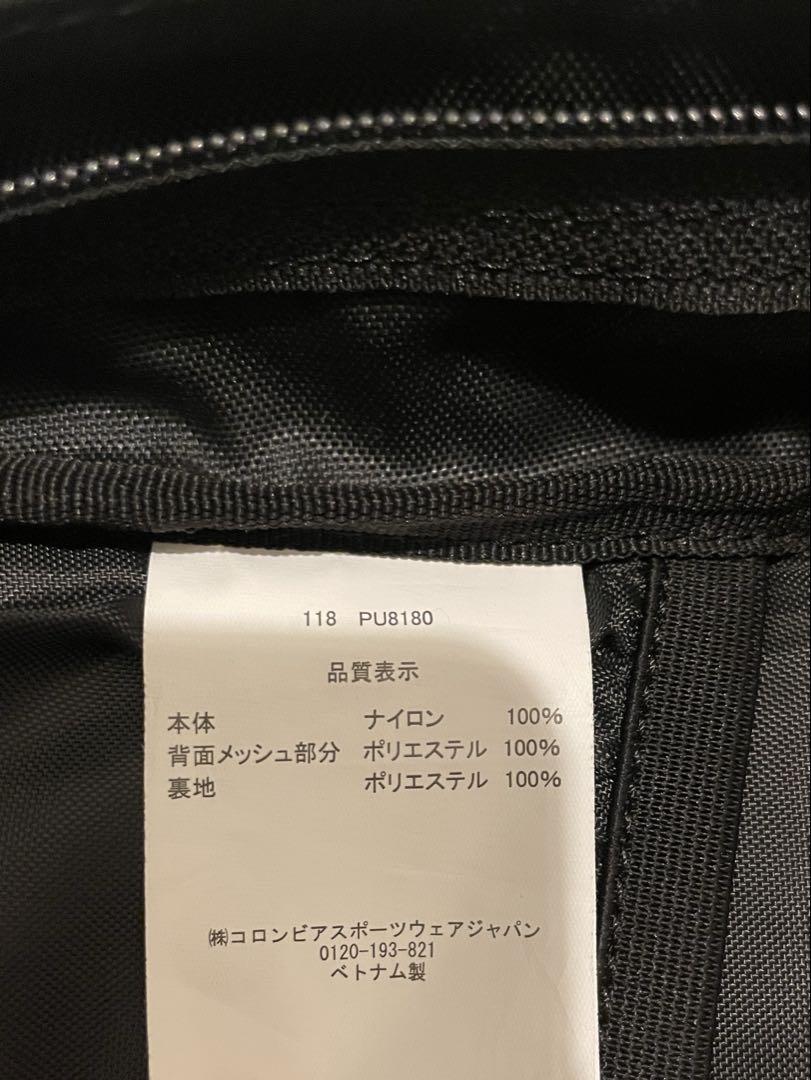 118 PU8180
品質表示
本体 ナイロン 100%
背面メッシュ部分 ポリエステル 100%
裏地 ポリエステル 100%
㈱コロンビアスポーツウェアジャパン
0120-193-821
ベトナム製